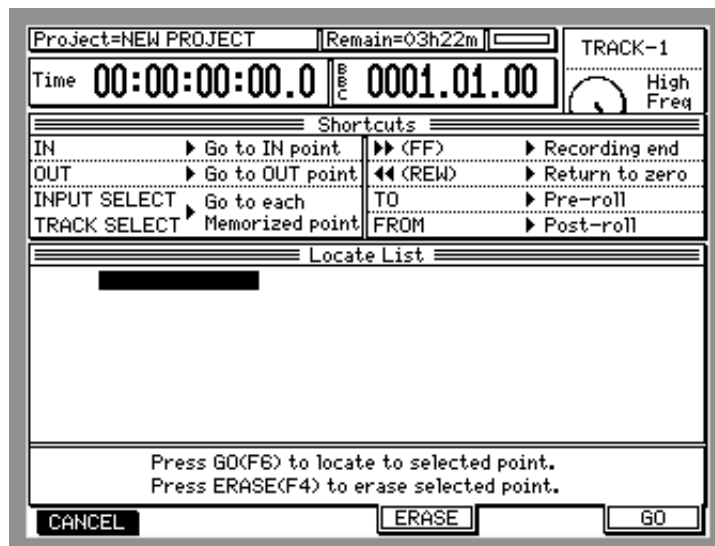 Project=NEW PROJECT Remain=03h22m TRACK-1
Time 00:00:00:00.0 BBC 0001.01.00 High
Freq
Shortcuts
IN Go to IN point (FF) Recording end
OUT Go to OUT point (REW) Return to zero
INPUT SELECT Go to each TO Pre-roll
TRACK SELECT Memorized point FROM Post-roll
Locate List
Press GO(F6) to locate to selected point.
Press ERASE(F4) to erase selected point.
CANCEL ERASE GO